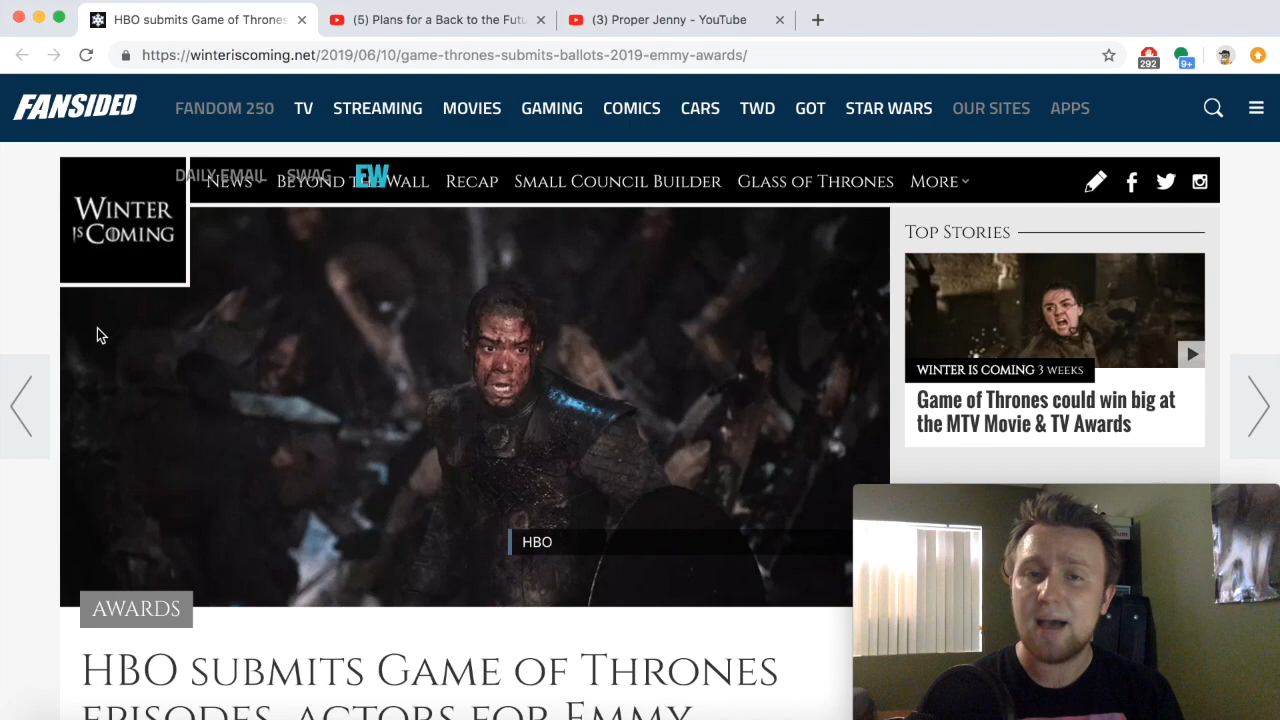 HBO submits Game of Thrones
(5) Plans for a Back to the Futu
(3) Proper Jenny - YouTube
https://winteriscoming.net/2019/06/10/game-thrones-submits-ballots-2019-emmy-awards/
292
9+
FANSIDED
FANDOM 250 TV STREAMING MOVIES GAMING COMICS CARS TWD GOT STAR WARS OUR SITES APPS
DAILY EMAIL SWAG EW
NEWS BEYOND THE WALL RECAP SMALL COUNCIL BUILDER GLASS OF THRONES MORE
WINTER
IS COMING
TOP STORIES
WINTER IS COMING 3 WEEKS
Game of Thrones could win big at
the MTV Movie & TV Awards
HBO
AWARDS
HBO SUBMITS GAME OF THRONES
EPISODES, ACTORS FOR EMMY